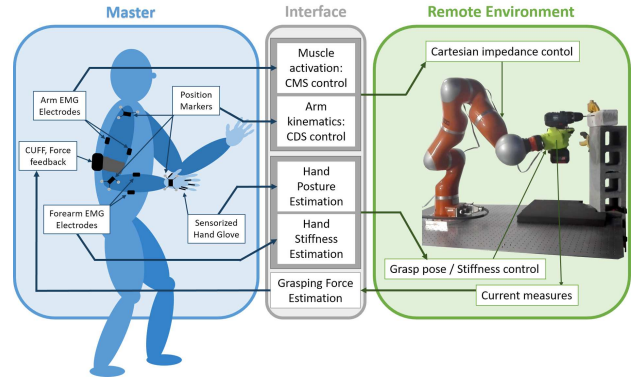 Master
Interface
Remote Environment
Muscle
activation:
CMS control
Arm
kinematics:
CDS control
Hand
Posture
Estimation
Hand
Stiffness
Estimation
Grasping Force
Estimation
Arm EMG
Electrodes
Position
Markers
CUFF, Force
feedback
Forearm EMG
Electrodes
Sensorized
Hand Glove
Cartesian impedance contol
Grasp pose / Stiffness control
Current measures